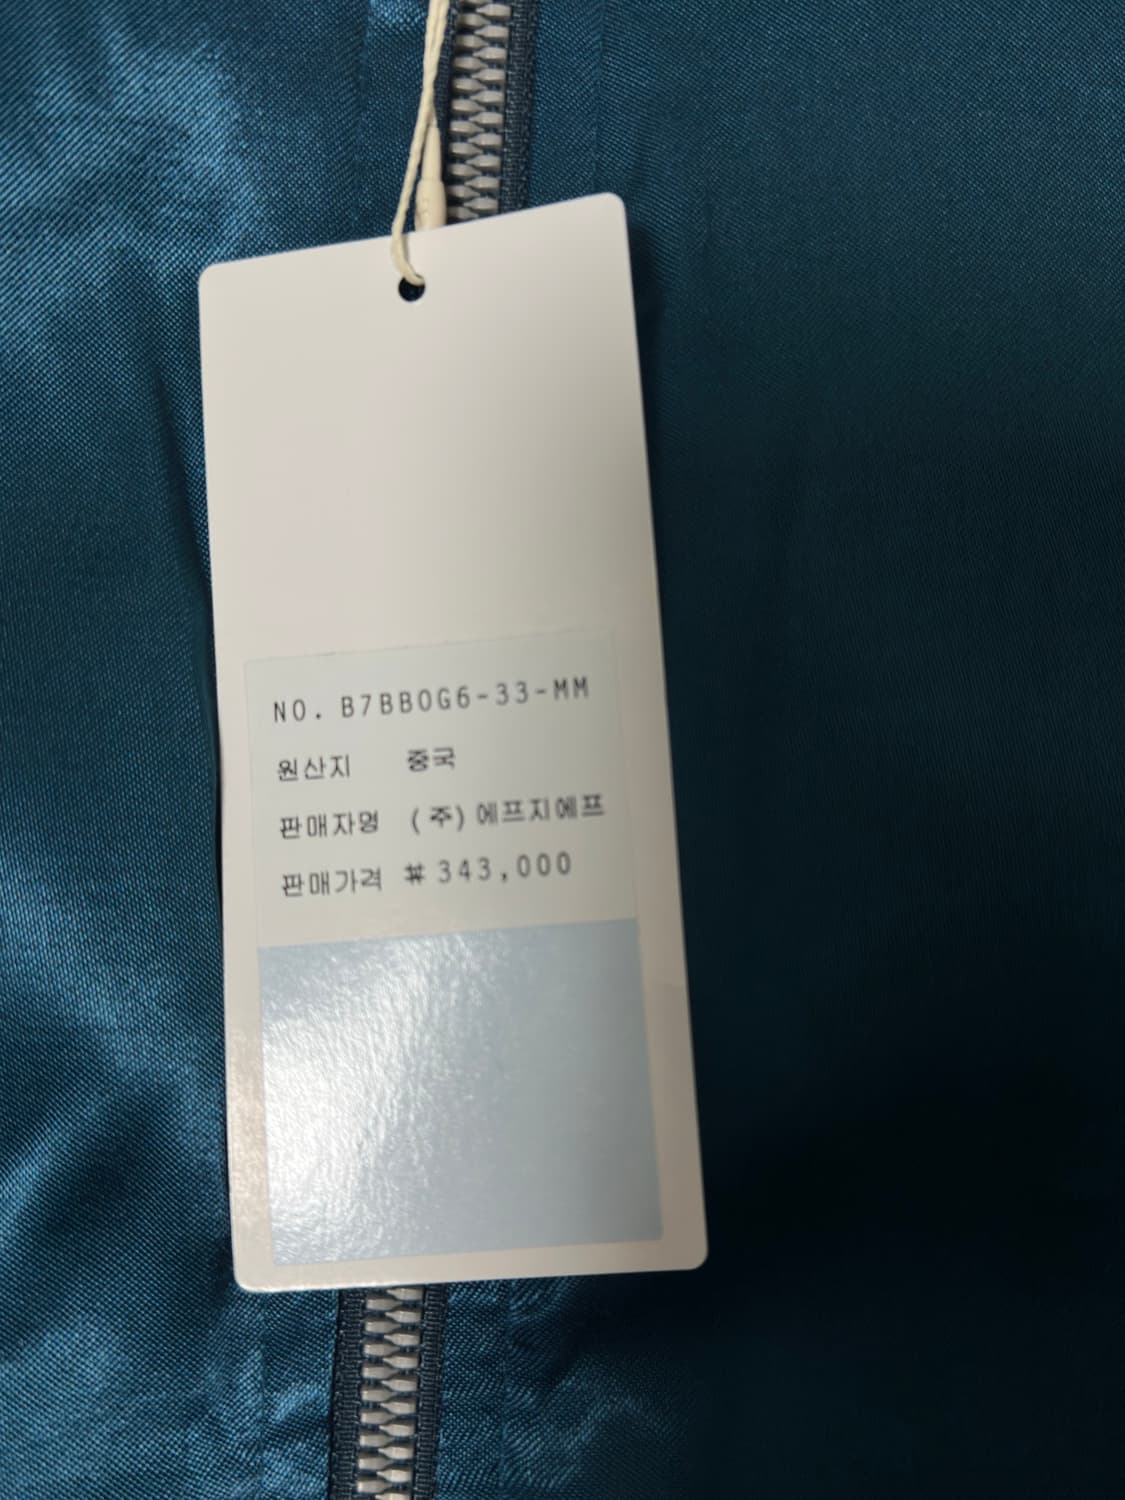 NO. B7BBOG6-33-MM
원산지 중국
판매자명 (주)에프지에프
판매가격 ₩343,000